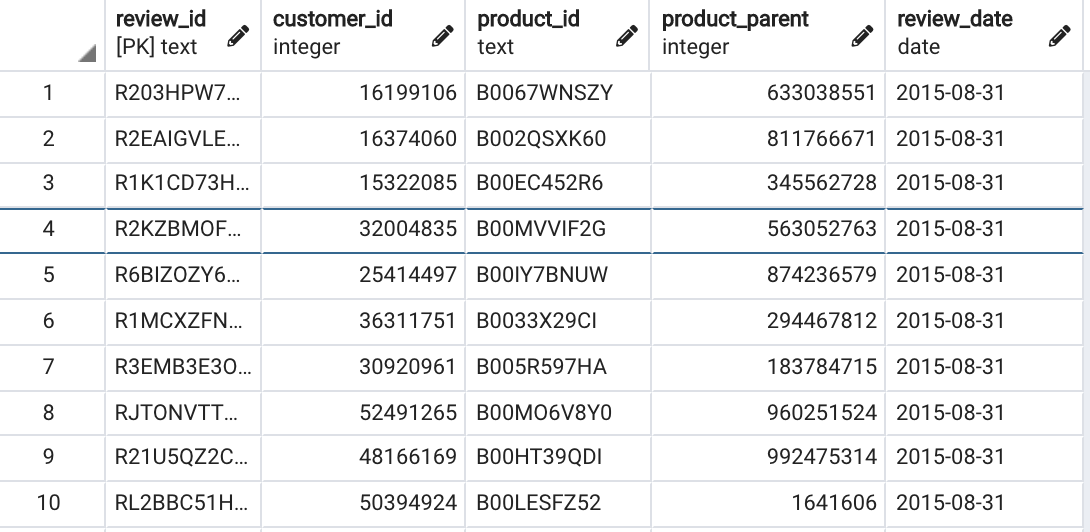 review_id customer_id product_id product_parent review_date
[PK] text integer text integer date
1 R203HPW7... 16199106 B0067WNSZY 633038551 2015-08-31
2 R2EAIGVLE... 16374060 B002QSXK60 811766671 2015-08-31
3 R1K1CD73H... 15322085 B00EC452R6 345562728 2015-08-31
4 R2KZBMOF... 32004835 B00MVVIF2G 563052763 2015-08-31
5 R6BIZOZY6... 25414497 B00IY7BNUW 874236579 2015-08-31
6 R1MCXZFN... 36311751 B0033X29CI 294467812 2015-08-31
7 R3EMB3E3O... 30920961 B005R597HA 183784715 2015-08-31
8 RJTONVTT... 52491265 B00MO6V8Y0 960251524 2015-08-31
9 R21U5QZ2C... 48166169 B00HT39QDI 992475314 2015-08-31
10 RL2BBC51H... 50394924 B00LESFZ52 1641606 2015-08-31